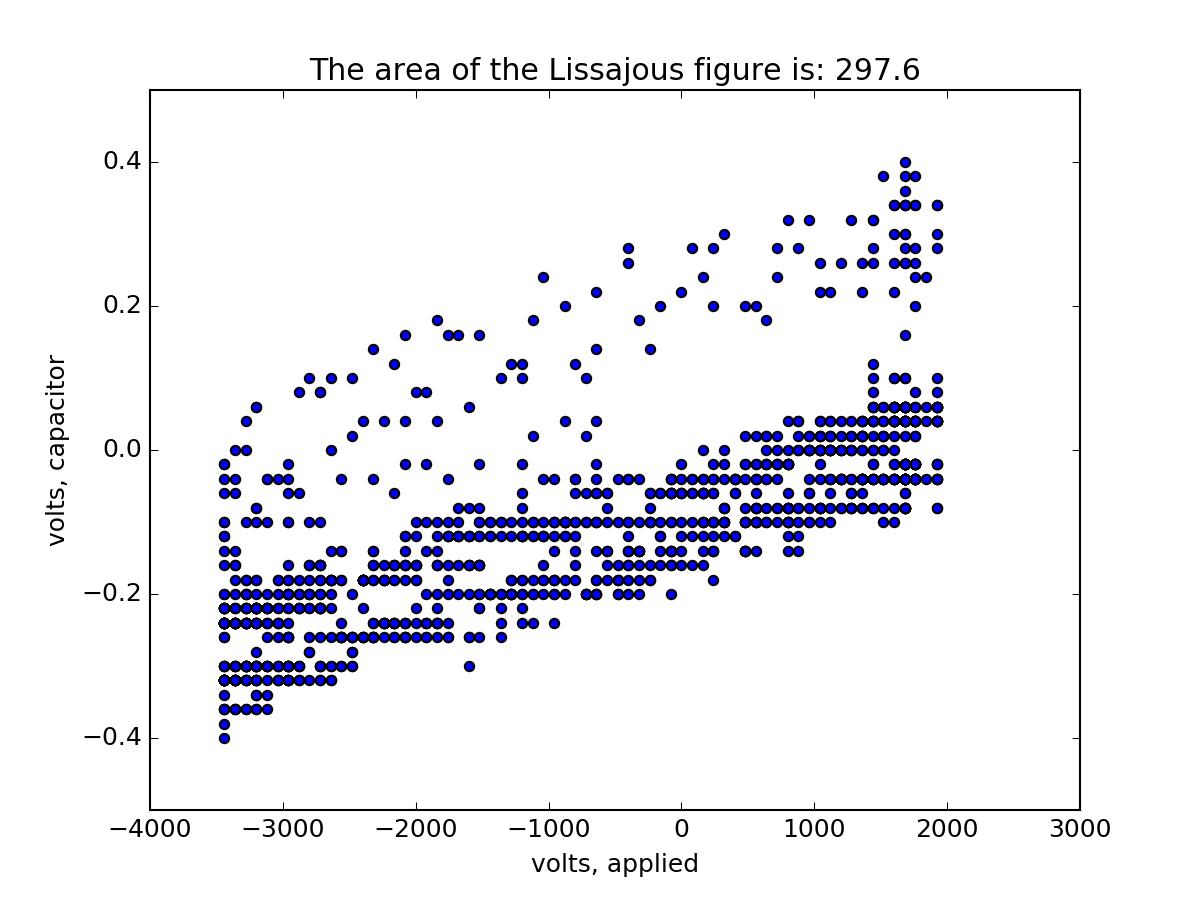 The area of the Lissajous figure is: 297.6
0.4
0.2
0.0
−0.2
−0.4
volts, capacitor
−4000 −3000 −2000 −1000 0 1000 2000 3000
volts, applied